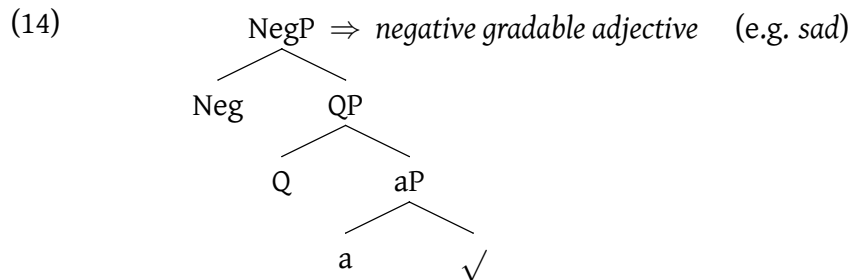 (14) NegP ⇒ negative gradable adjective (e.g. sad)
Neg QP
Q aP
a √